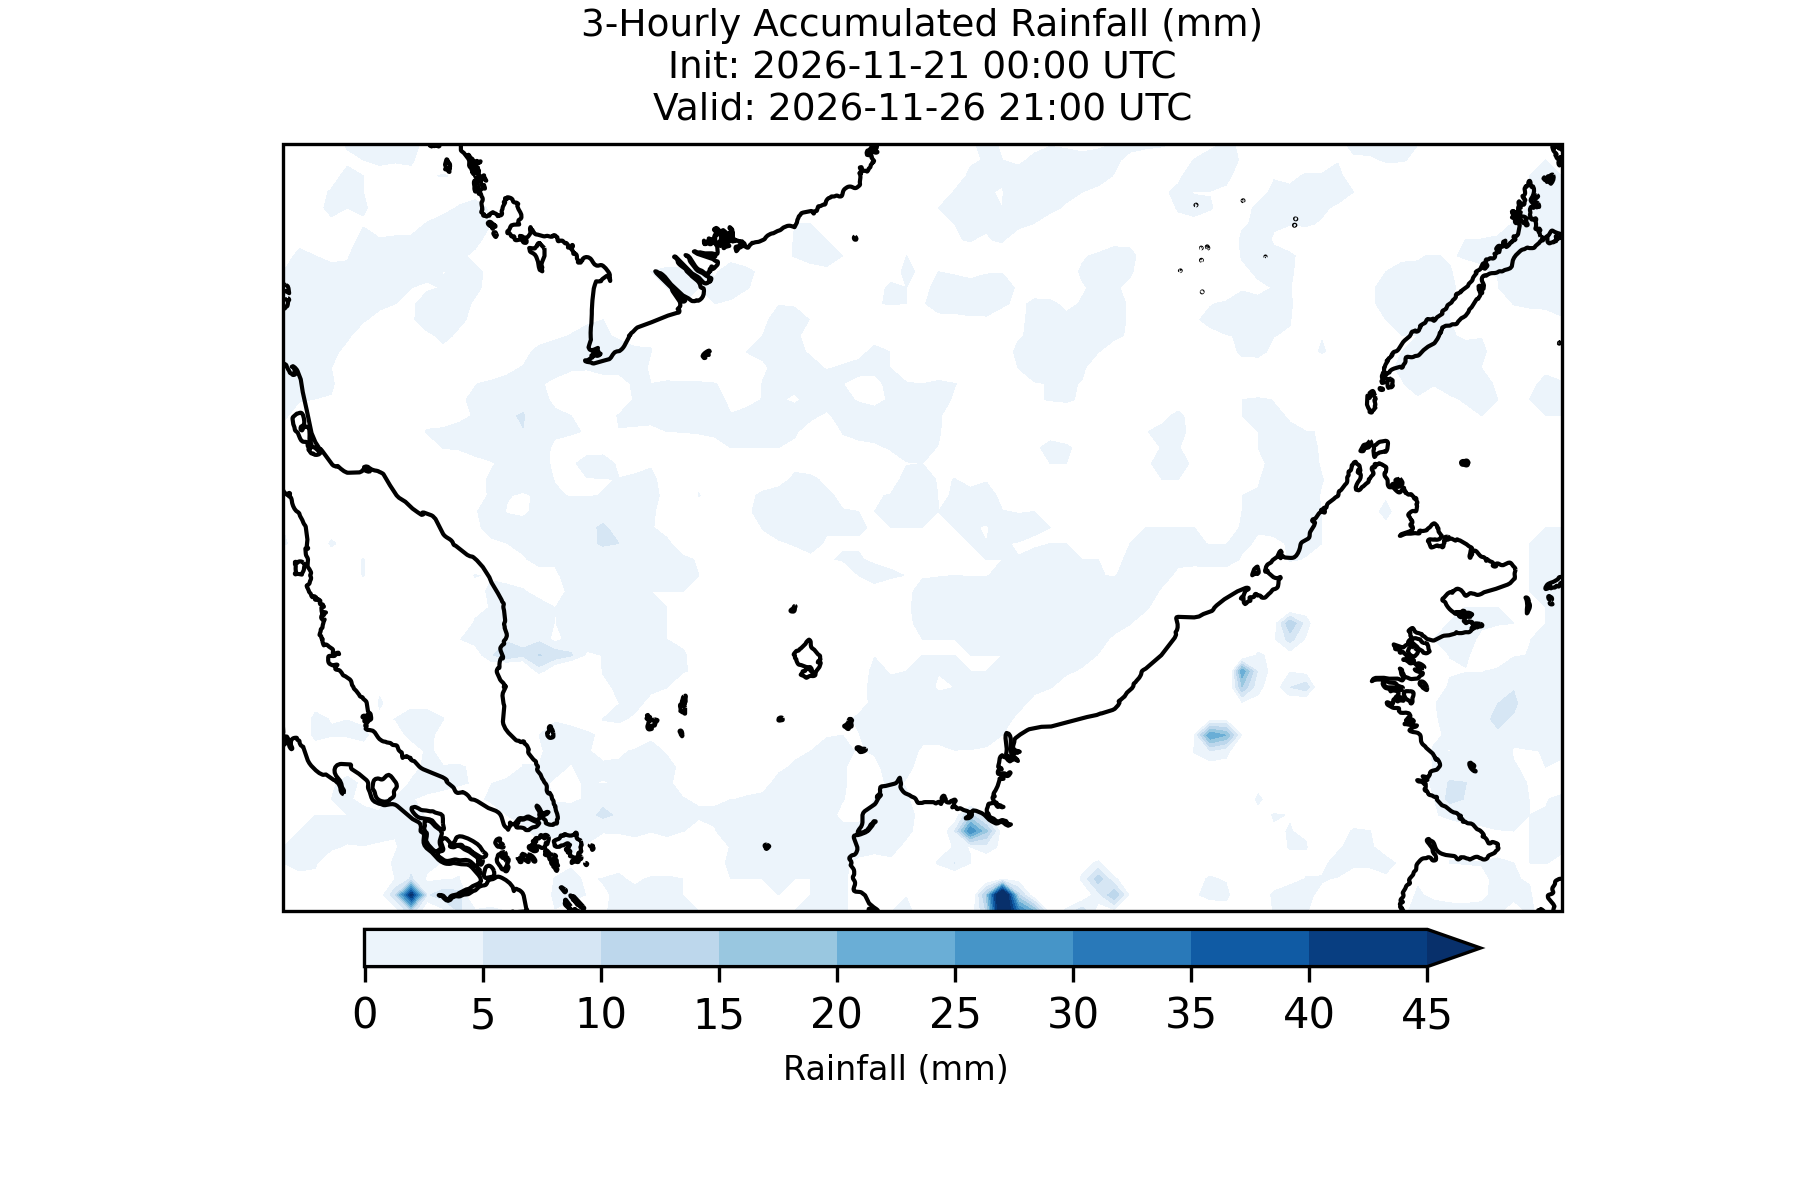 3-Hourly Accumulated Rainfall (mm)
Init: 2026-11-21 00:00 UTC
Valid: 2026-11-26 21:00 UTC
0 5 10 15 20 25 30 35 40 45
Rainfall (mm)